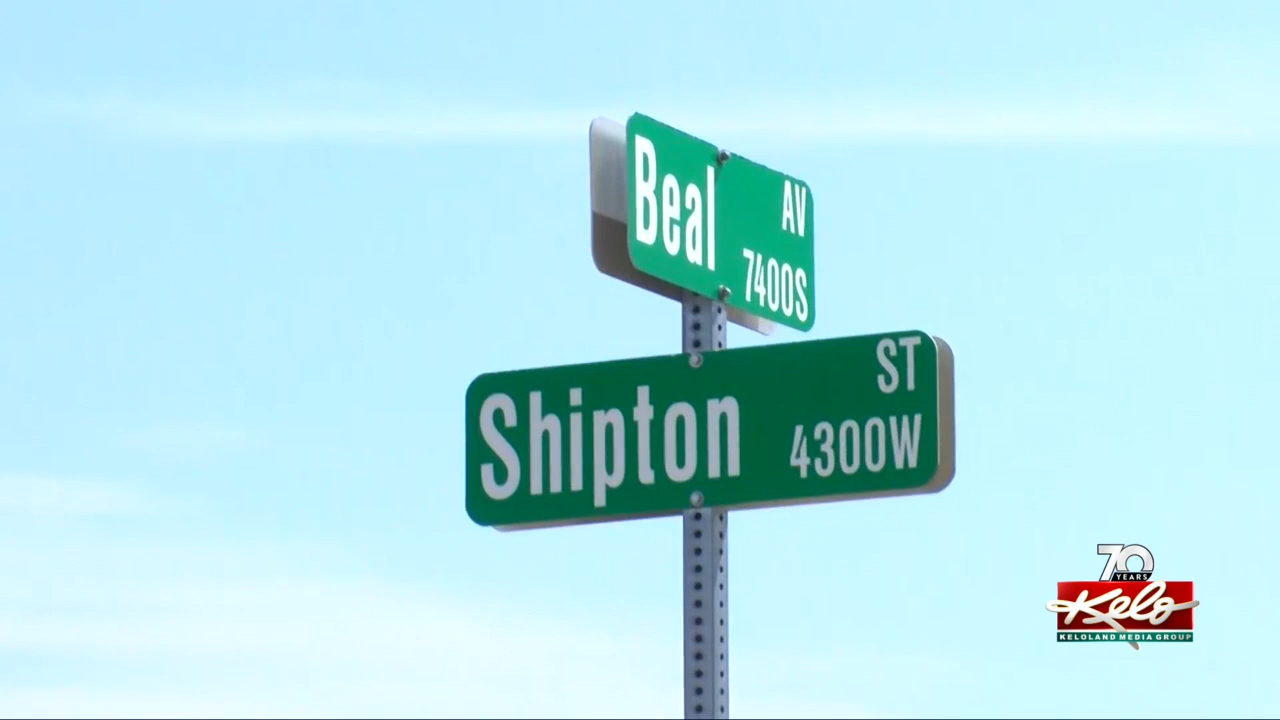 Beal AV
7400S
Shipton ST
4300W
70
YEARS
Kelo
KELOLAND MEDIA GROUP